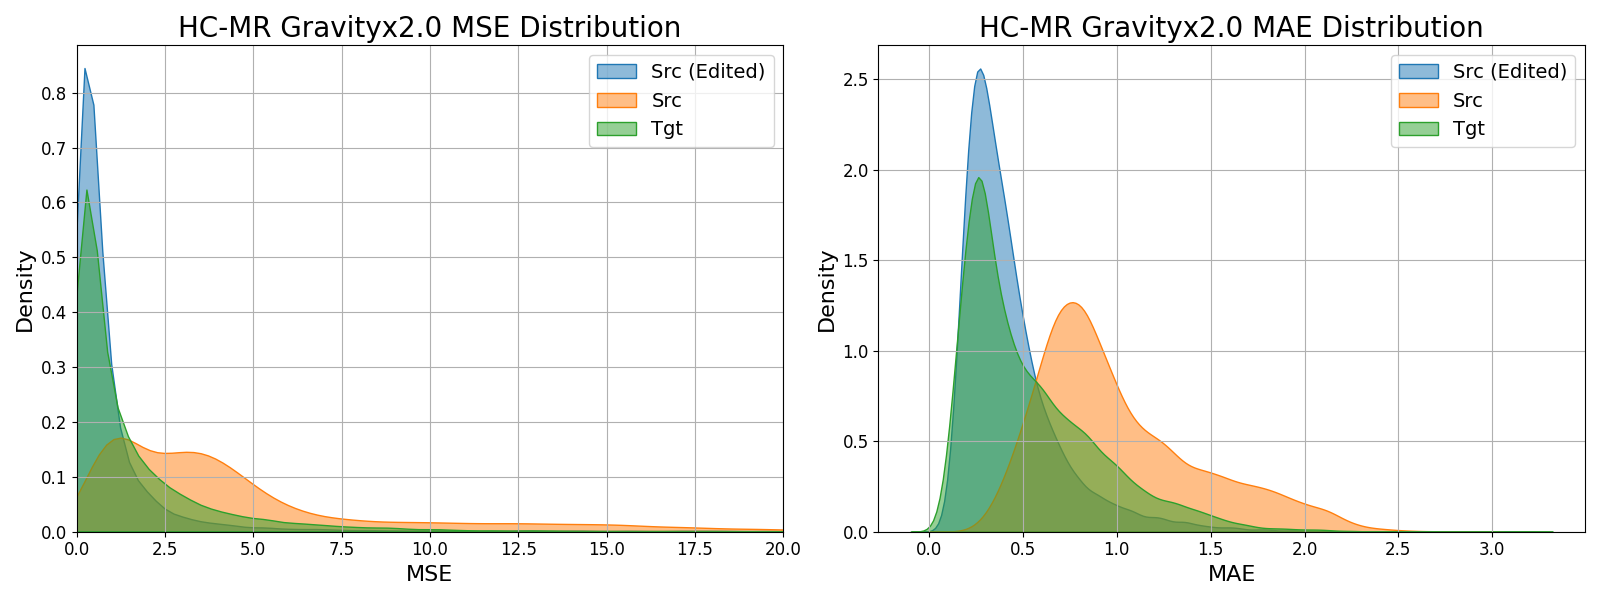 HC-MR Gravityx2.0 MSE Distribution
Src (Edited)
Src
Tgt
Density
0.8
0.7
0.6
0.5
0.4
0.3
0.2
0.1
0.0
0.0 2.5 5.0 7.5 10.0 12.5 15.0 17.5 20.0
MSE
HC-MR Gravityx2.0 MAE Distribution
Src (Edited)
Src
Tgt
Density
2.5
2.0
1.5
1.0
0.5
0.0
0.0 0.5 1.0 1.5 2.0 2.5 3.0
MAE